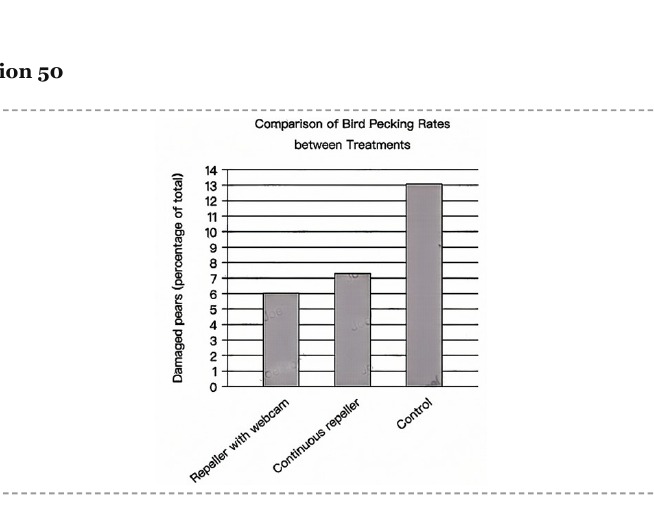 ion 50
Comparison of Bird Pecking Rates
between Treatments
Damaged pears (percentage of total)
14
13
12
11
10
9
8
7
6
5
4
3
2
1
0
Repeller with webcam
Continuous repeller
Control